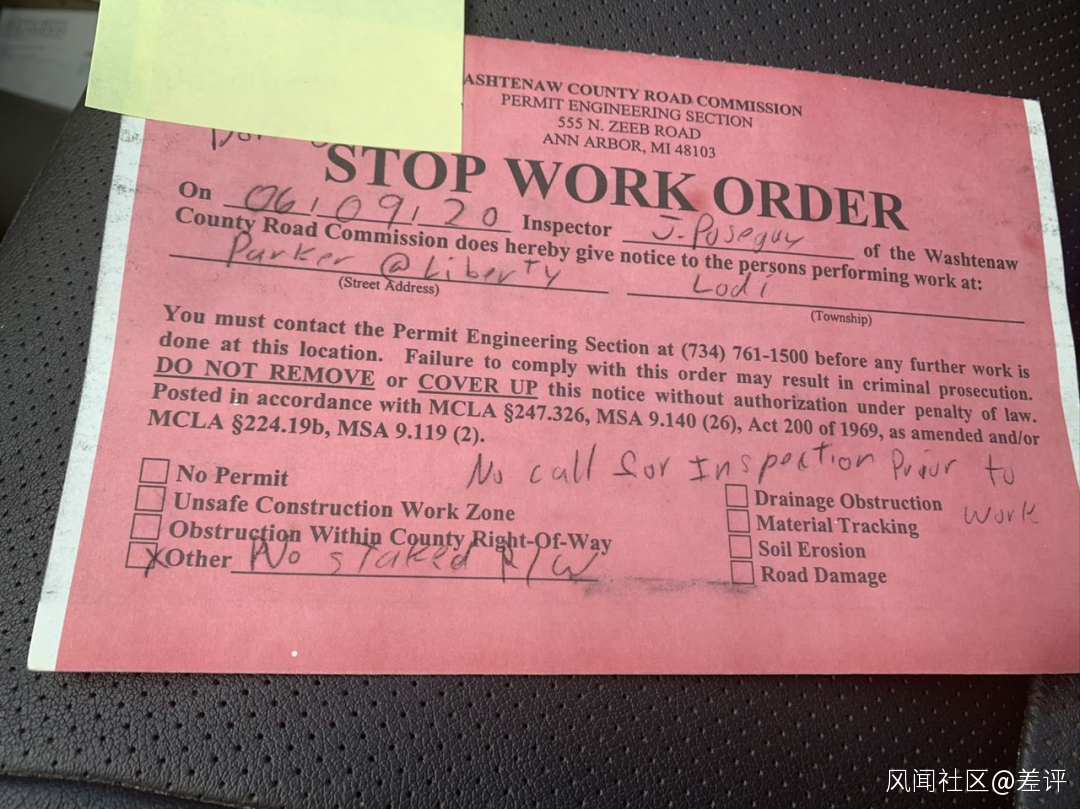 ASHTENAW COUNTY ROAD COMMISSION
PERMIT ENGINEERING SECTION
555 N. ZEEB ROAD
ANN ARBOR, MI 48103
STOP WORK ORDER
On 06/09/20 Inspector J. Poseguy of the Washtenaw
County Road Commission does hereby give notice to the persons performing work at:
Parker @ Liberty Lodi
(Street Address) (Township)
You must contact the Permit Engineering Section at (734) 761-1500 before any further work is
done at this location. Failure to comply with this order may result in criminal prosecution.
DO NOT REMOVE or COVER UP this notice without authorization under penalty of law.
Posted in accordance with MCLA §247.326, MSA 9.140 (26), Act 200 of 1969, as amended and/or
MCLA §224.19b, MSA 9.119 (2).
No call for Inspection Prior to
work
No Permit
Unsafe Construction Work Zone
Obstruction Within County Right-Of-Way
X Other No staked R/W
Drainage Obstruction
Material Tracking
Soil Erosion
Road Damage
风闻社区@差评